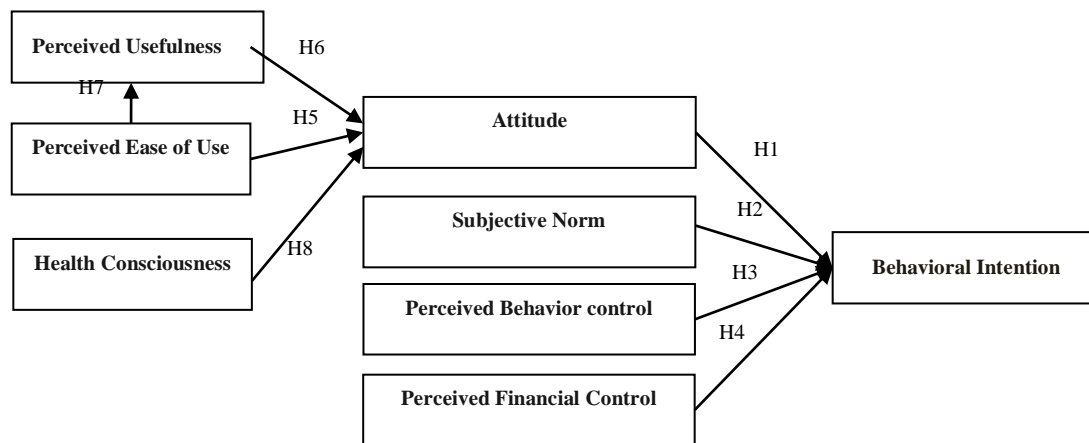 Perceived Usefulness
H6
H7
H5
Perceived Ease of Use
Attitude
H1
H8
Health Consciousness
Subjective Norm
H2
H3
Behavioral Intention
Perceived Behavior control
H4
Perceived Financial Control